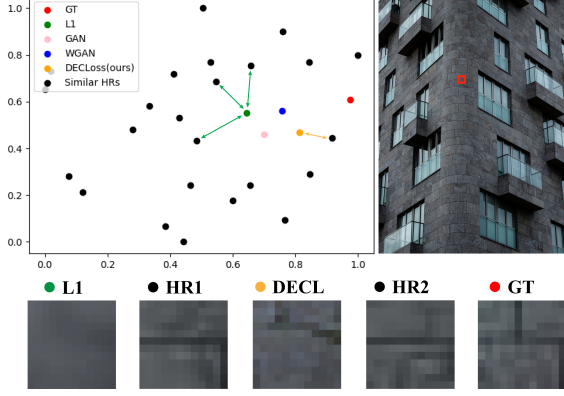 1.0
0.8
0.6
0.4
0.2
0.0
0.0 0.2 0.4 0.6 0.8 1.0
GT
L1
GAN
WGAN
DECLoss(ours)
Similar HRs
L1 HR1 DECL HR2 GT